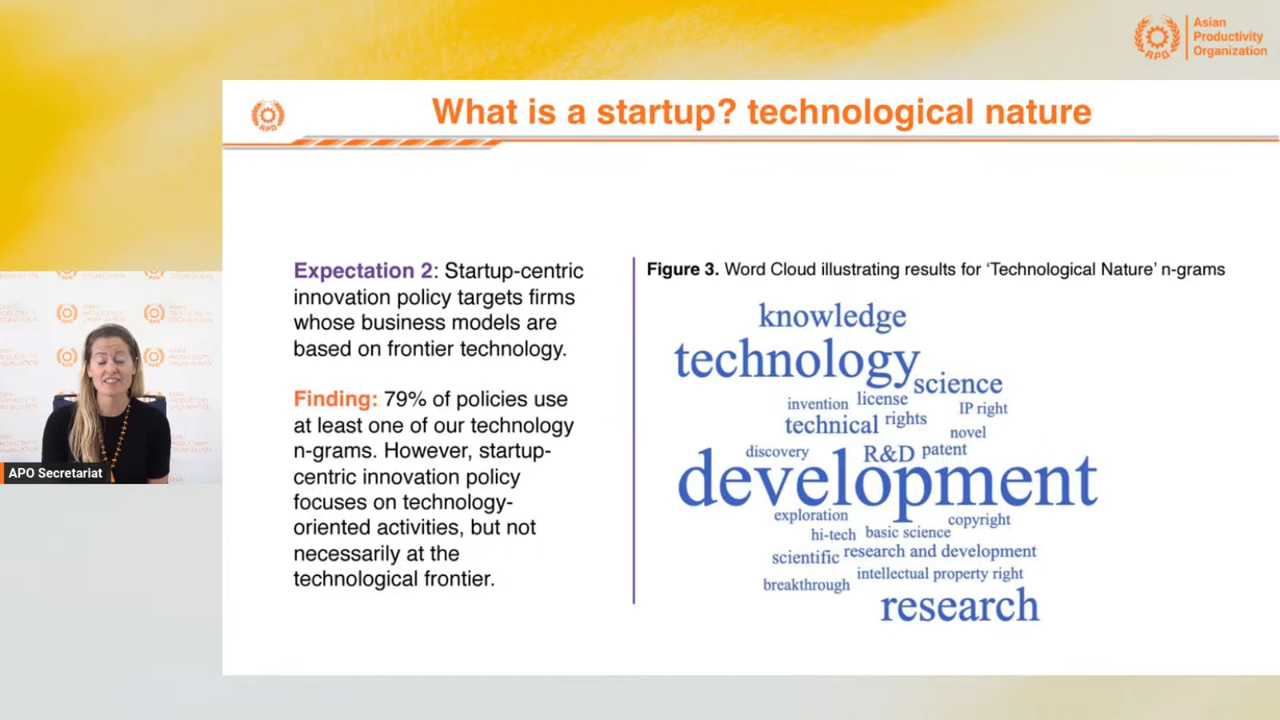 Asian
Productivity
Organization
APO
APO
What is a startup? technological nature
Expectation 2: Startup-centric
innovation policy targets firms
whose business models are
based on frontier technology.
Finding: 79% of policies use
at least one of our technology
n-grams. However, startup-
centric innovation policy
focuses on technology-
oriented activities, but not
necessarily at the
technological frontier.
Figure 3. Word Cloud illustrating results for ‘Technological Nature’ n-grams
knowledge
technology
science
invention license IP right
technical rights novel
discovery R&D patent
development
exploration copyright
hi-tech basic science
scientific research and development
breakthrough intellectual property right
research
APO Secretariat